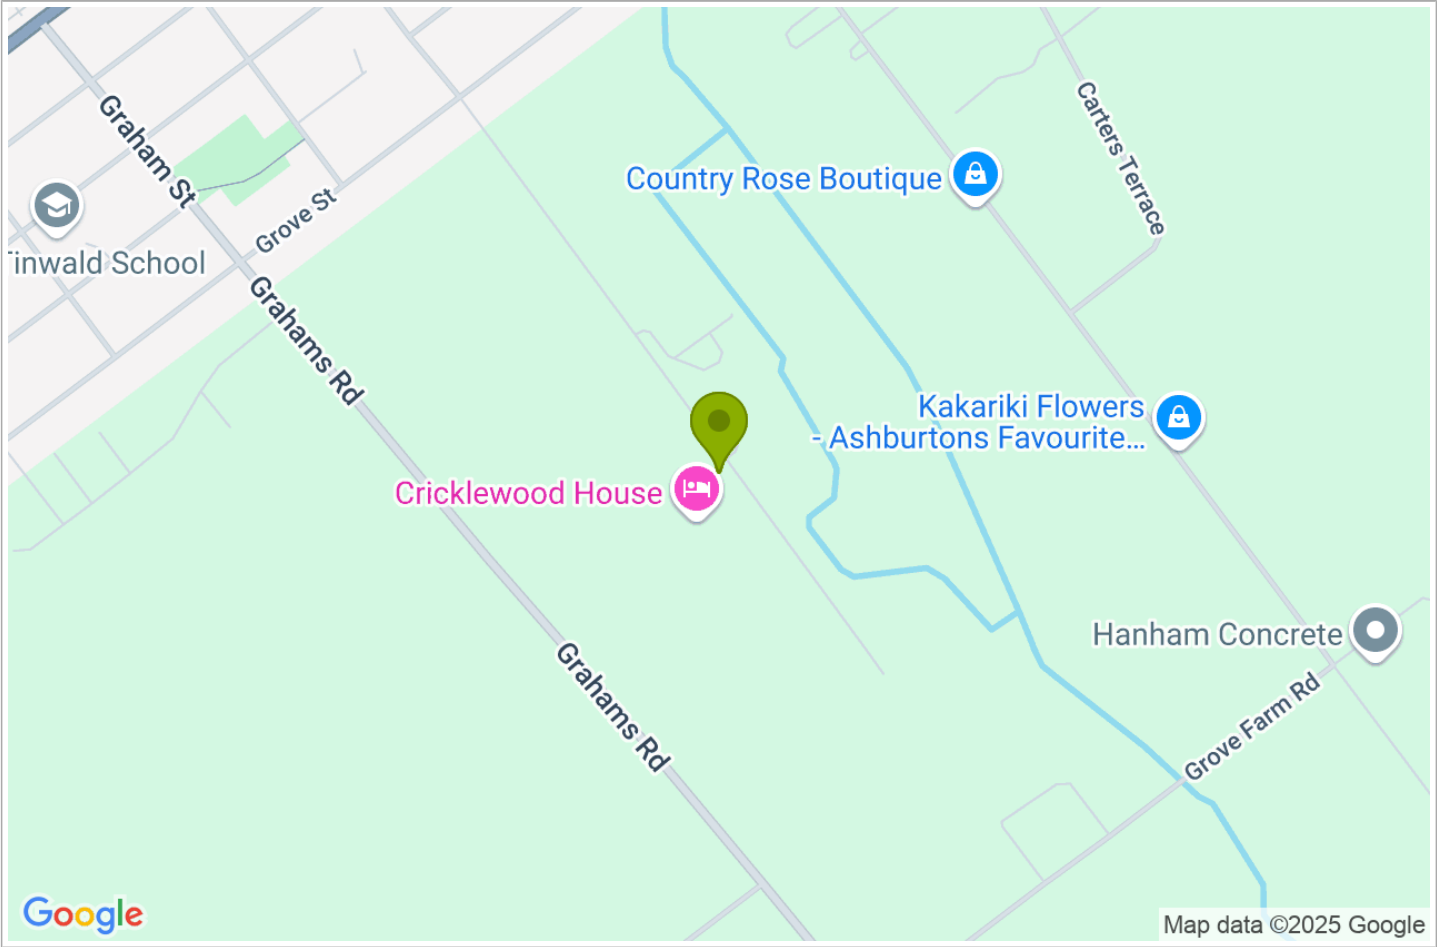 Graham St
Carters Terrace
Country Rose Boutique
Grove St
Tinwald School
Grahams Rd
Kakariki Flowers
- Ashburtons Favourite...
Cricklewood House
Hanham Concrete
Grahams Rd
Grove Farm Rd
Google
Map data ©2025 Google